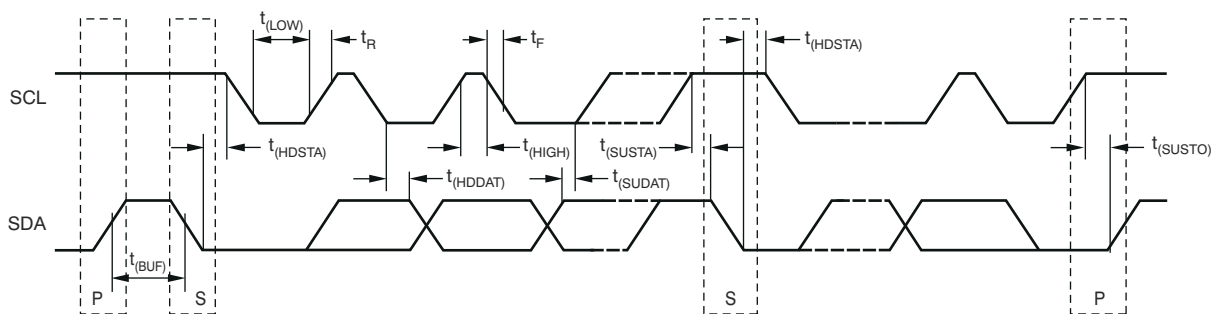 t(LOW)
tR
tF
t(HDSTA)
SCL
t(HDSTA)
t(HIGH)
t(SUSTA)
t(SUSTO)
t(HDDAT)
t(SUDAT)
SDA
t(BUF)
P
S
S
P